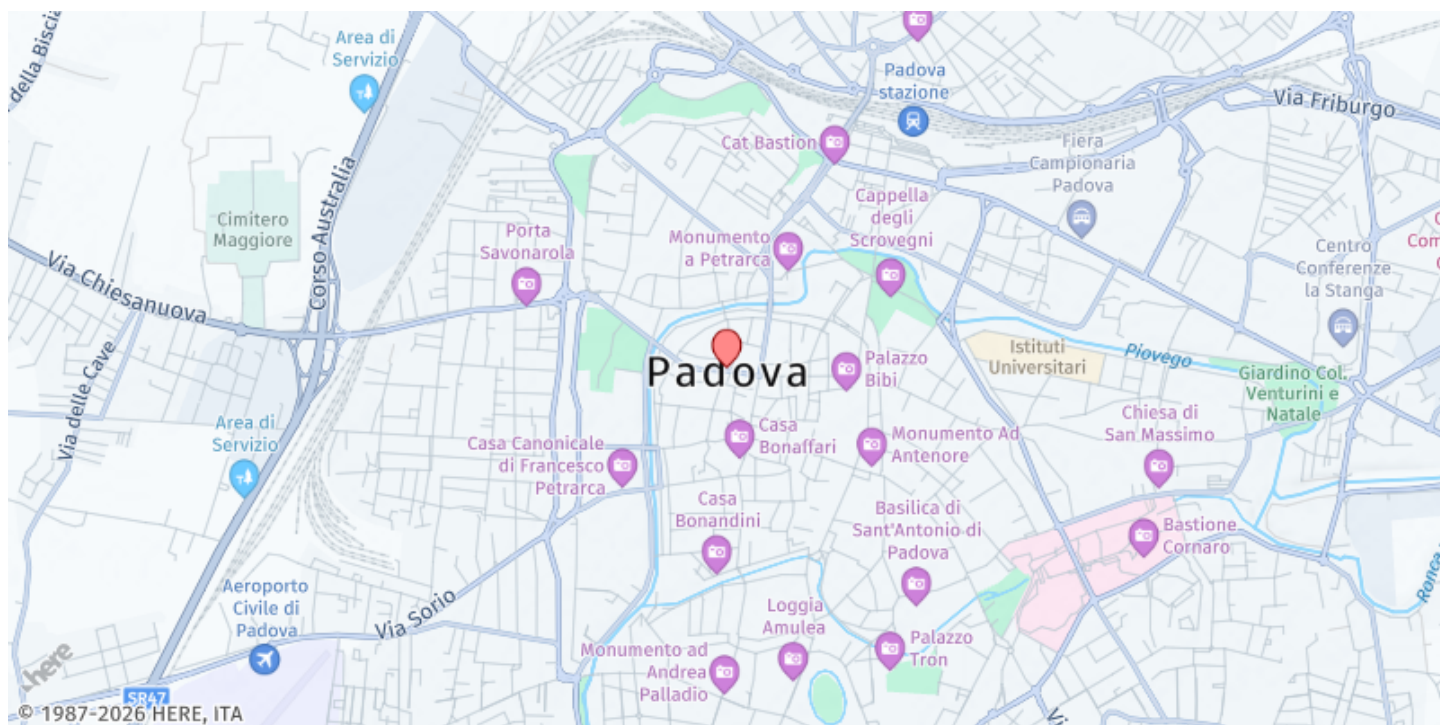 della Biscia
Area di
Servizio
Padova
stazione
Via Friburgo
Cat Bastion
Fiera
Campionaria
Padova
Cimitero
Maggiore
Corso Australia
Cappella
degli
Scrovegni
Porta
Savonarola
Monumento
a Petrarca
Centro
Conferenze
la Stanga
Via Chiesanuova
Padova
Palazzo
Bibi
Istituti
Universitari
Piovego
Giardino Col.
Venturini e
Natale
Via delle Cave
Area di
Servizio
Casa Canonicale
di Francesco
Petrarca
Casa
Bonaffari
Monumento Ad
Antenore
Chiesa di
San Massimo
Casa
Bonandini
Basilica di
Sant'Antonio di
Padova
Bastione
Cornaro
Aeroporto
Civile di
Padova
Via Sorio
Loggia
Amulea
Palazzo
Tron
Monumento ad
Andrea
Palladio
Ronca
here
SR47
© 1987-2026 HERE, ITA